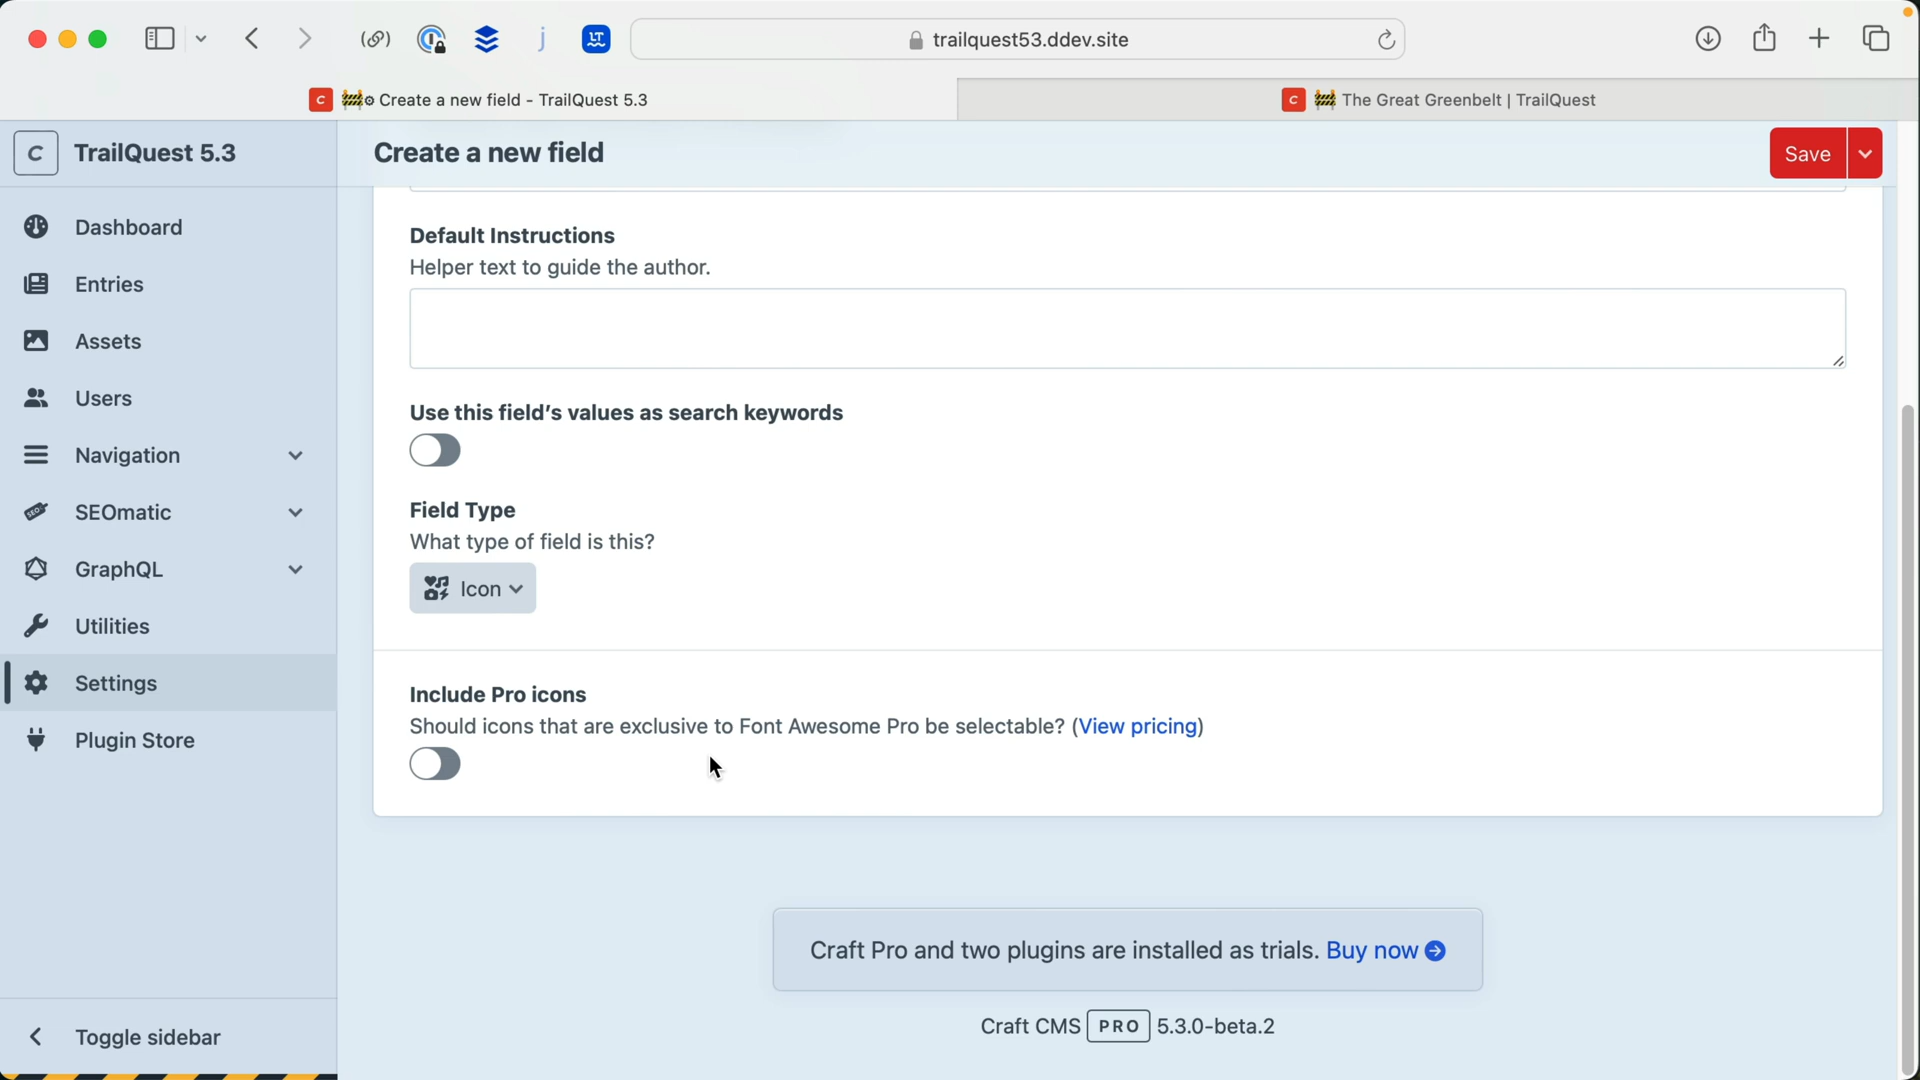 trailquest53.ddev.site
Create a new field - TrailQuest 5.3
The Great Greenbelt | TrailQuest
C TrailQuest 5.3
Create a new field
Save
Dashboard
Entries
Assets
Users
Navigation
SEOmatic
GraphQL
Utilities
Settings
Plugin Store
Toggle sidebar
Default Instructions
Helper text to guide the author.
Use this field’s values as search keywords
Field Type
What type of field is this?
Icon
Include Pro icons
Should icons that are exclusive to Font Awesome Pro be selectable? (View pricing)
Craft Pro and two plugins are installed as trials. Buy now
Craft CMS PRO 5.3.0-beta.2